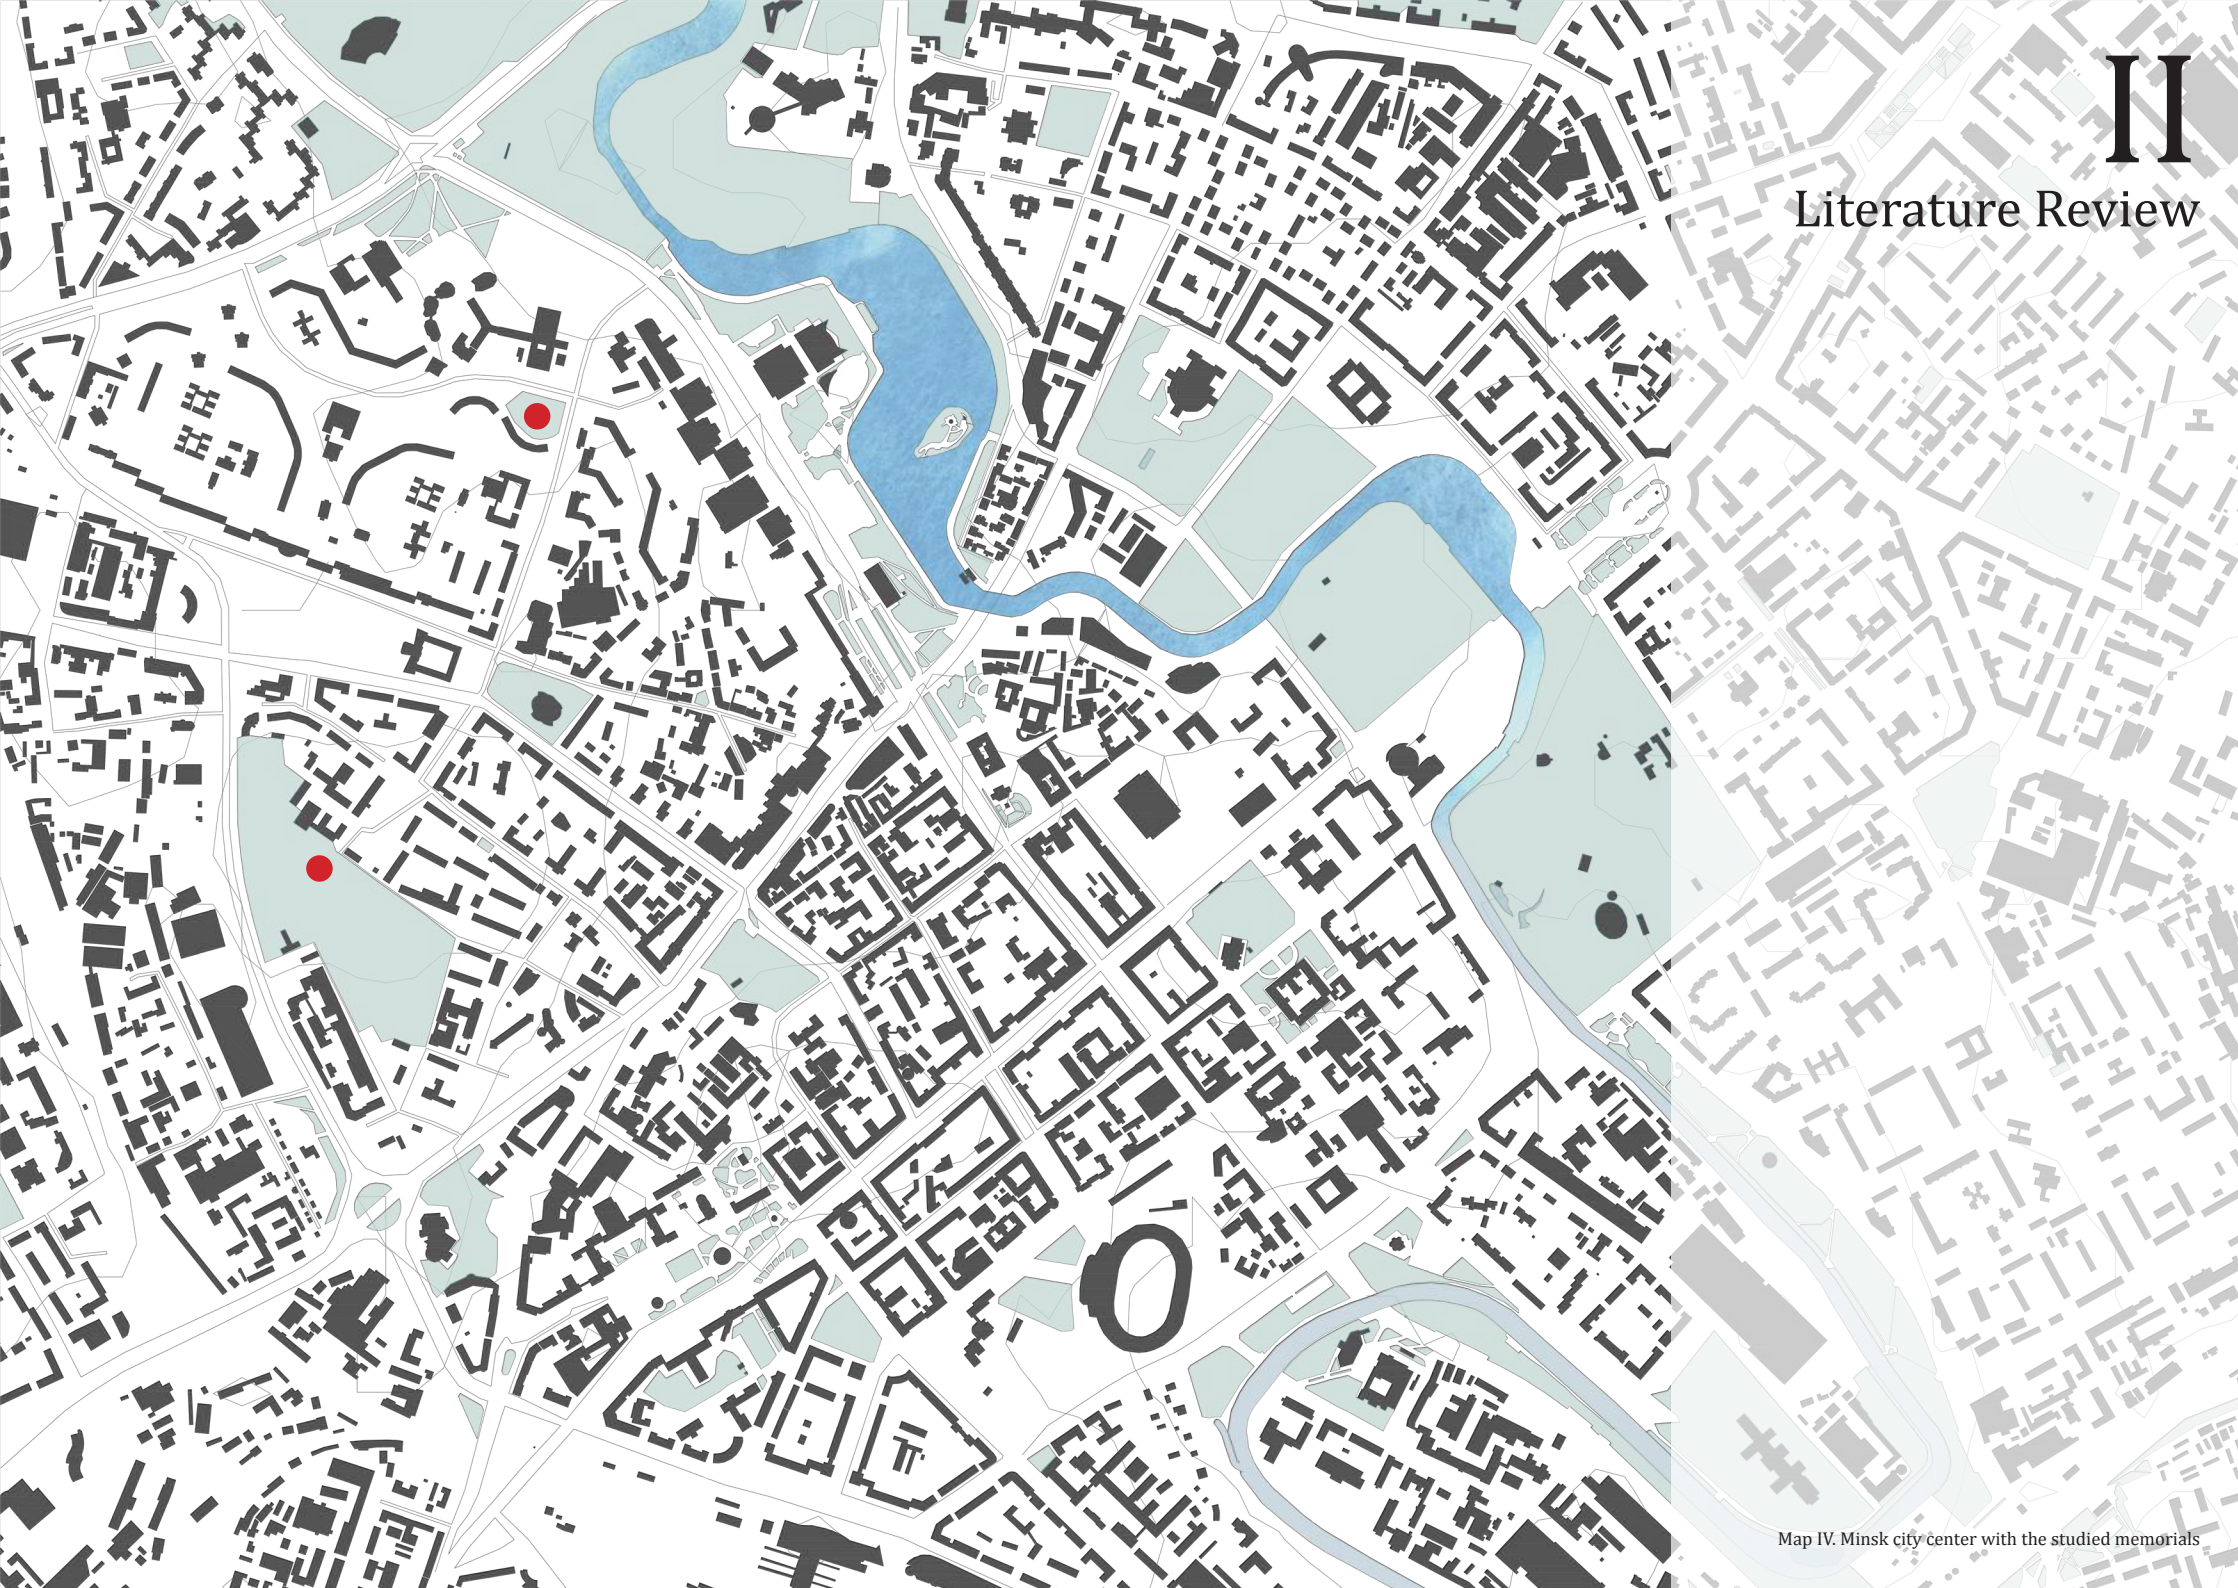 II
Literature Review
Map IV. Minsk city center with the studied memorials